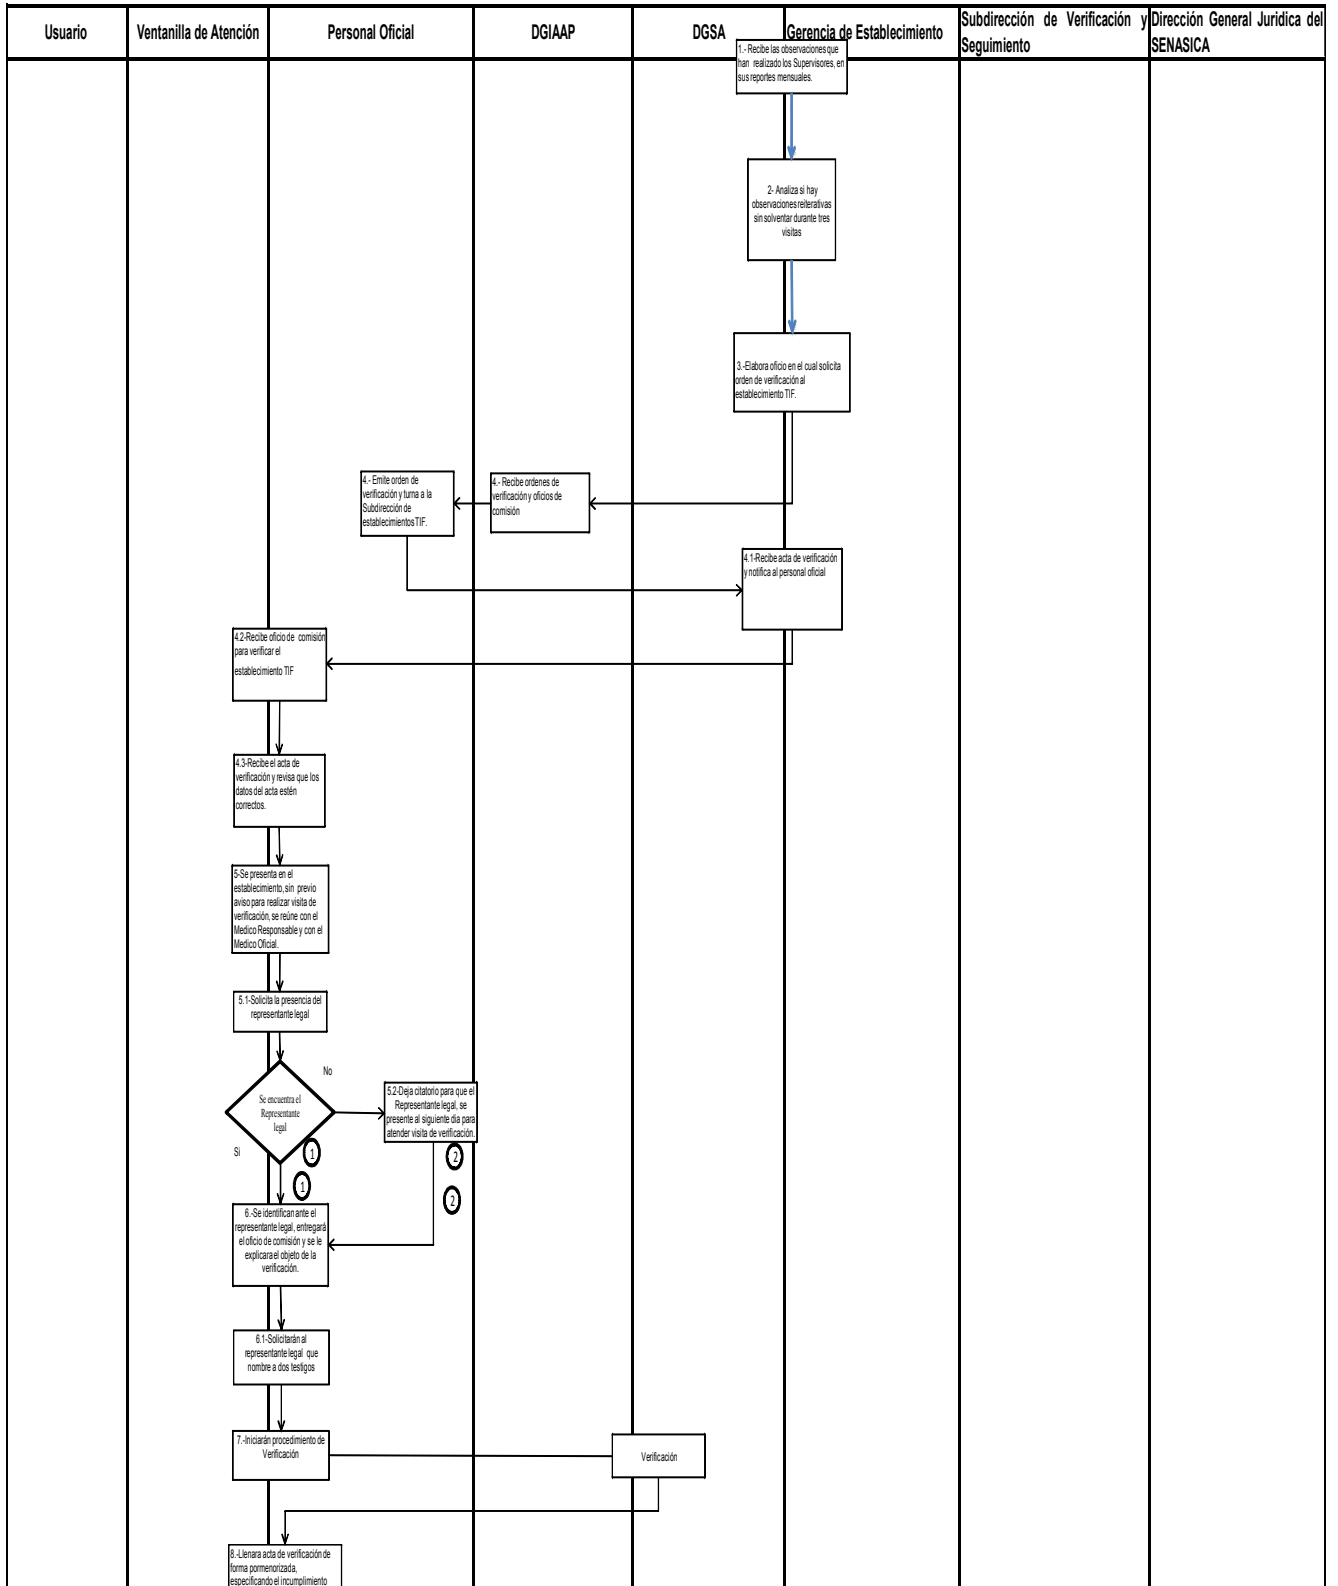 Usuario
Ventanilla de Atención
Personal Oficial
DGIAAP
DGSA
Gerencia de Establecimiento
Subdirección de Verificación y
Seguimiento
Dirección General Juridica del
SENASICA
1.- Recibe las observaciones que
han realizado los Supervisores, en
sus reportes mensuales.
2- Analiza si hay
observaciones reiterativas
sin solventar durante tres
visitas
3.-Elabora oficio en el cual solicita
orden de verificación al
establecimiento TIF.
4.- Emite orden de
verificación y turna a la
Subdirección de
establecimientos TIF.
4.- Recibe ordenes de
verificación y oficios de
comisión
4.1-Recibe acta de verificación
y notifica al personal oficial
4.2-Recibe oficio de comisión
para verificar el
establecimiento TIF
4.3-Recibe el acta de
verificación y revisa que los
datos del acta estén
correctos.
5-Se presenta en el
establecimiento, sin previo
aviso para realizar visita de
verificación, se reúne con el
Medico Responsable y con el
Medico Oficial.
5.1-Solicita la presencia del
representante legal
No
Se encuentra el
Representante
legal
Si
5.2-Deja citatorio para que el
Representante legal, se
presente al siguiente dia para
atender visita de verificación.
1
2
1
2
6.-Se identifican ante el
representante legal, entregará
el oficio de comisión y se le
explicara el objeto de la
verificación.
6.1-Solicitarán al
representante legal que
nombre a dos testigos
7.-Iniciarán procedimiento de
Verificación
Verificación
8.-Llenara acta de verificación de
forma pormenorizada,
especificando el incumplimiento